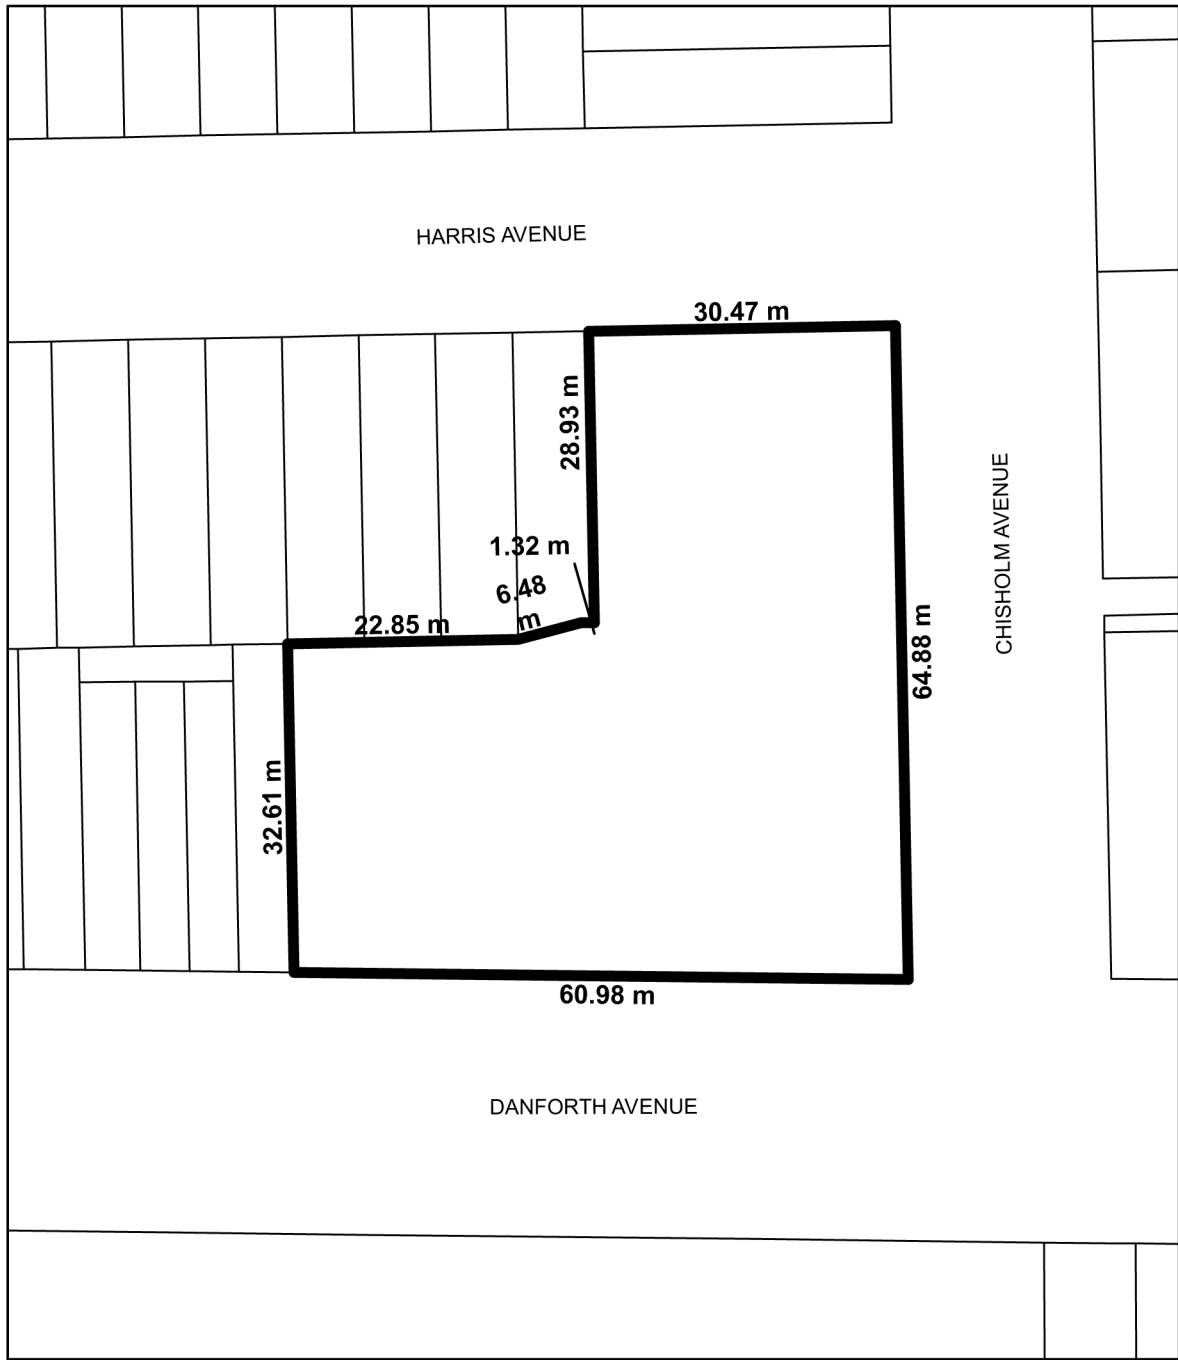 HARRIS AVENUE
30.47 m
28.93 m
1.32 m
6.48
m
22.85 m
CHISHOLM AVENUE
64.88 m
32.61 m
60.98 m
DANFORTH AVENUE